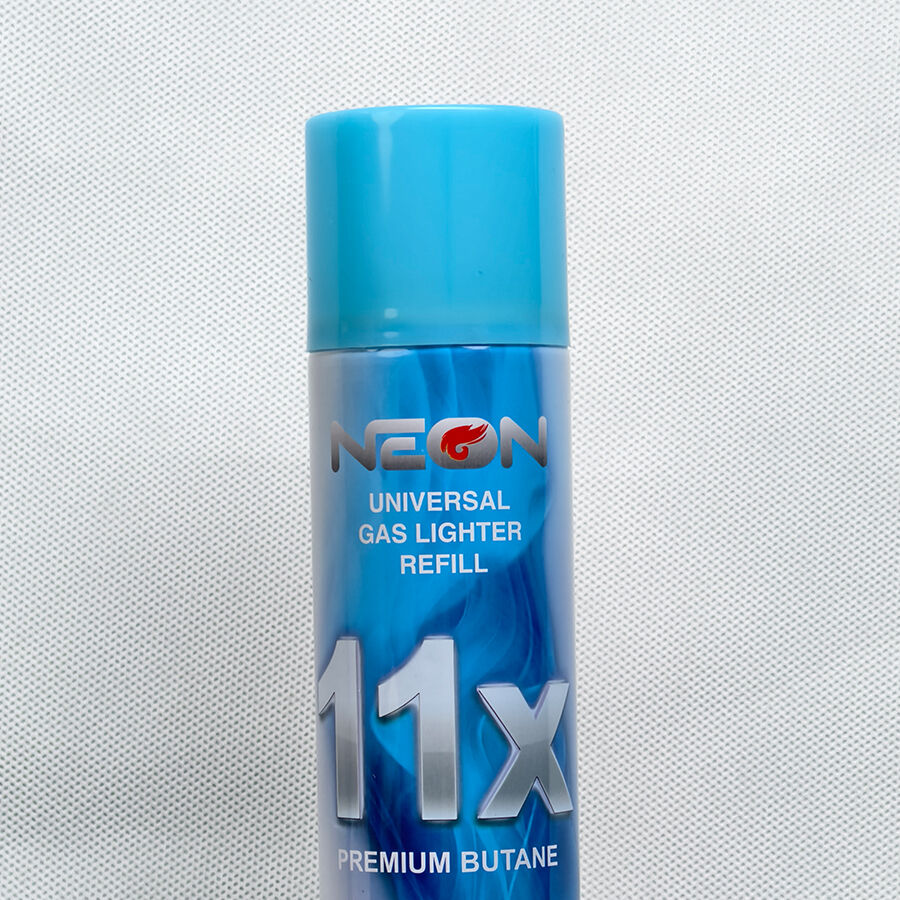 NEON
UNIVERSAL
GAS LIGHTER
REFILL
11x
PREMIUM BUTANE